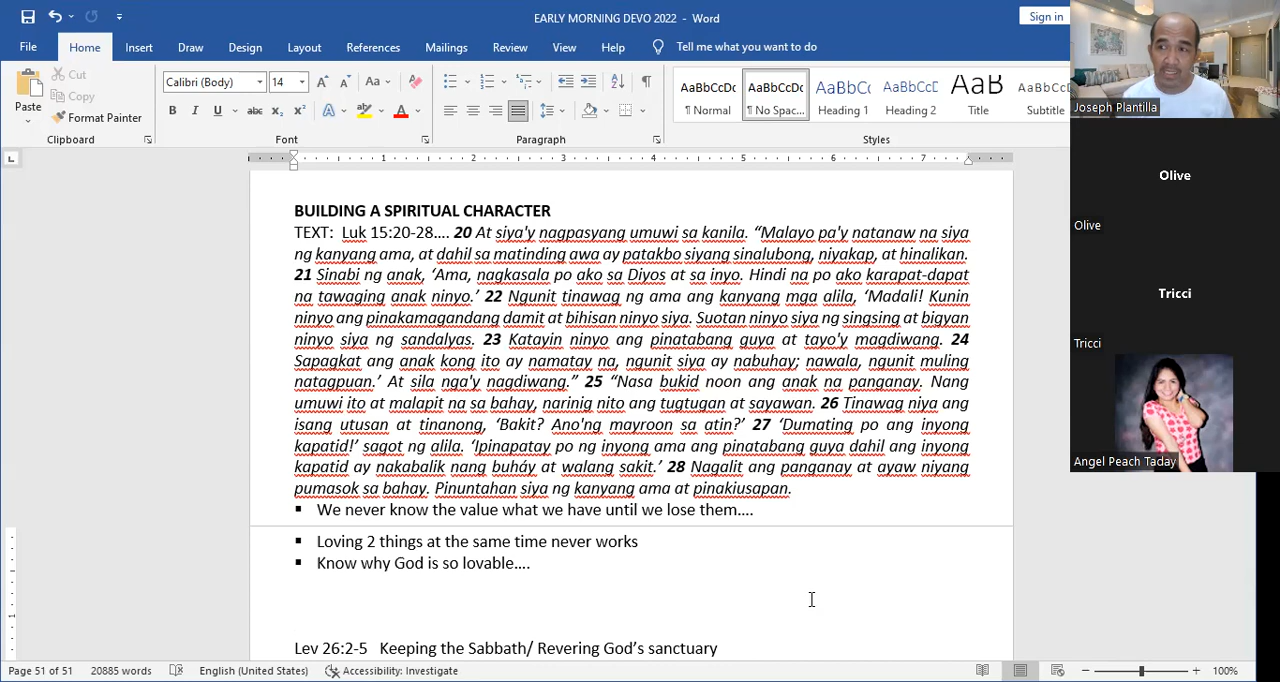 EARLY MORNING DEVO 2022 - Word
Sign in
File Home Insert Draw Design Layout References Mailings Review View Help Tell me what you want to do
Paste
Cut
Copy
Format Painter
Clipboard
Calibri (Body) 14
Font
Paragraph
AaBbCcDc AaBbCcDc AaBbCc AaBbCcD AaB AaBbCcD
¶ Normal ¶ No Spac... Heading 1 Heading 2 Title Subtitle
Styles
1 2 3 4 5 6 7
BUILDING A SPIRITUAL CHARACTER
TEXT: Luk 15:20-28.... 20 At siya'y nagpasyang umuwi sa kanila. “Malayo pa'y natanaw na siya
ng kanyang ama, at dahil sa matinding awa ay patakbo siyang sinalubong, niyakap, at hinalikan.
21 Sinabi ng anak, ‘Ama, nagkasala po ako sa Diyos at sa inyo. Hindi na po ako karapat-dapat
na tawaging anak ninyo.’ 22 Ngunit tinawag ng ama ang kanyang mga alila, ‘Madali! Kunin
ninyo ang pinakamagandang damit at bihisan ninyo siya. Suotan ninyo siya ng singsing at bigyan
ninyo siya ng sandalyas. 23 Katayin ninyo ang pinatabang guya at tayo'y magdiwang. 24
Sapagkat ang anak kong ito ay namatay na, ngunit siya ay nabuhay; nawala, ngunit muling
natagpuan.’ At sila nga'y nagdiwang.” 25 “Nasa bukid noon ang anak na panganay. Nang
umuwi ito at malapit na sa bahay, narinig nito ang tugtugan at sayawan. 26 Tinawag niya ang
isang utusan at tinanong, ‘Bakit? Ano'ng mayroon sa atin?’ 27 ‘Dumating po ang inyong
kapatid!’ sagot ng alila. ‘Ipinapatay po ng inyong ama ang pinatabang guya dahil ang inyong
kapatid ay nakabalik nang buháy at walang sakit.’ 28 Nagalit ang panganay at ayaw niyang
pumasok sa bahay. Pinuntahan siya ng kanyang ama at pinakiusapan.
▪ We never know the value what we have until we lose them....
▪ Loving 2 things at the same time never works
▪ Know why God is so lovable....
Lev 26:2-5 Keeping the Sabbath/ Revering God’s sanctuary
Page 51 of 51 20885 words English (United States) Accessibility: Investigate 100%
Joseph Plantilla
Olive
Olive
Tricci
Tricci
Angel Peach Taday